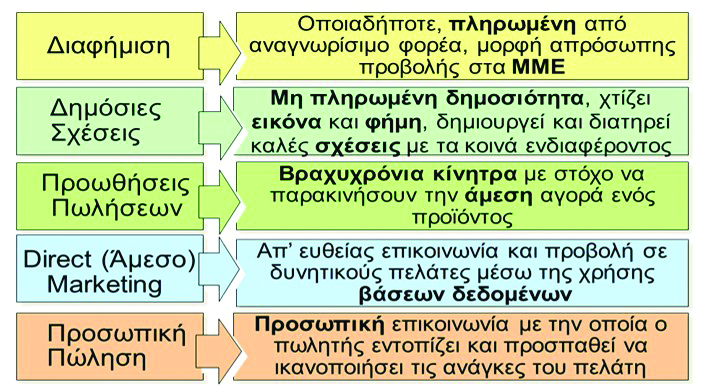 Διαφήμιση
Οποιαδήποτε, πληρωμένη από
αναγνωρίσιμο φορέα, μορφή απρόσωπης
προβολής στα ΜΜΕ
Δημόσιες
Σχέσεις
Μη πληρωμένη δημοσιότητα, χτίζει
εικόνα και φήμη, δημιουργεί και διατηρεί
καλές σχέσεις με τα κοινά ενδιαφέροντος
Προωθήσεις
Πωλήσεων
Βραχυχρόνια κίνητρα με στόχο να
παρακινήσουν την άμεση αγορά ενός
προϊόντος
Direct (Άμεσο)
Marketing
Απ’ ευθείας επικοινωνία και προβολή σε
δυνητικούς πελάτες μέσω της χρήσης
βάσεων δεδομένων
Προσωπική
Πώληση
Προσωπική επικοινωνία με την οποία ο
πωλητής εντοπίζει και προσπαθεί να
ικανοποιήσει τις ανάγκες του πελάτη